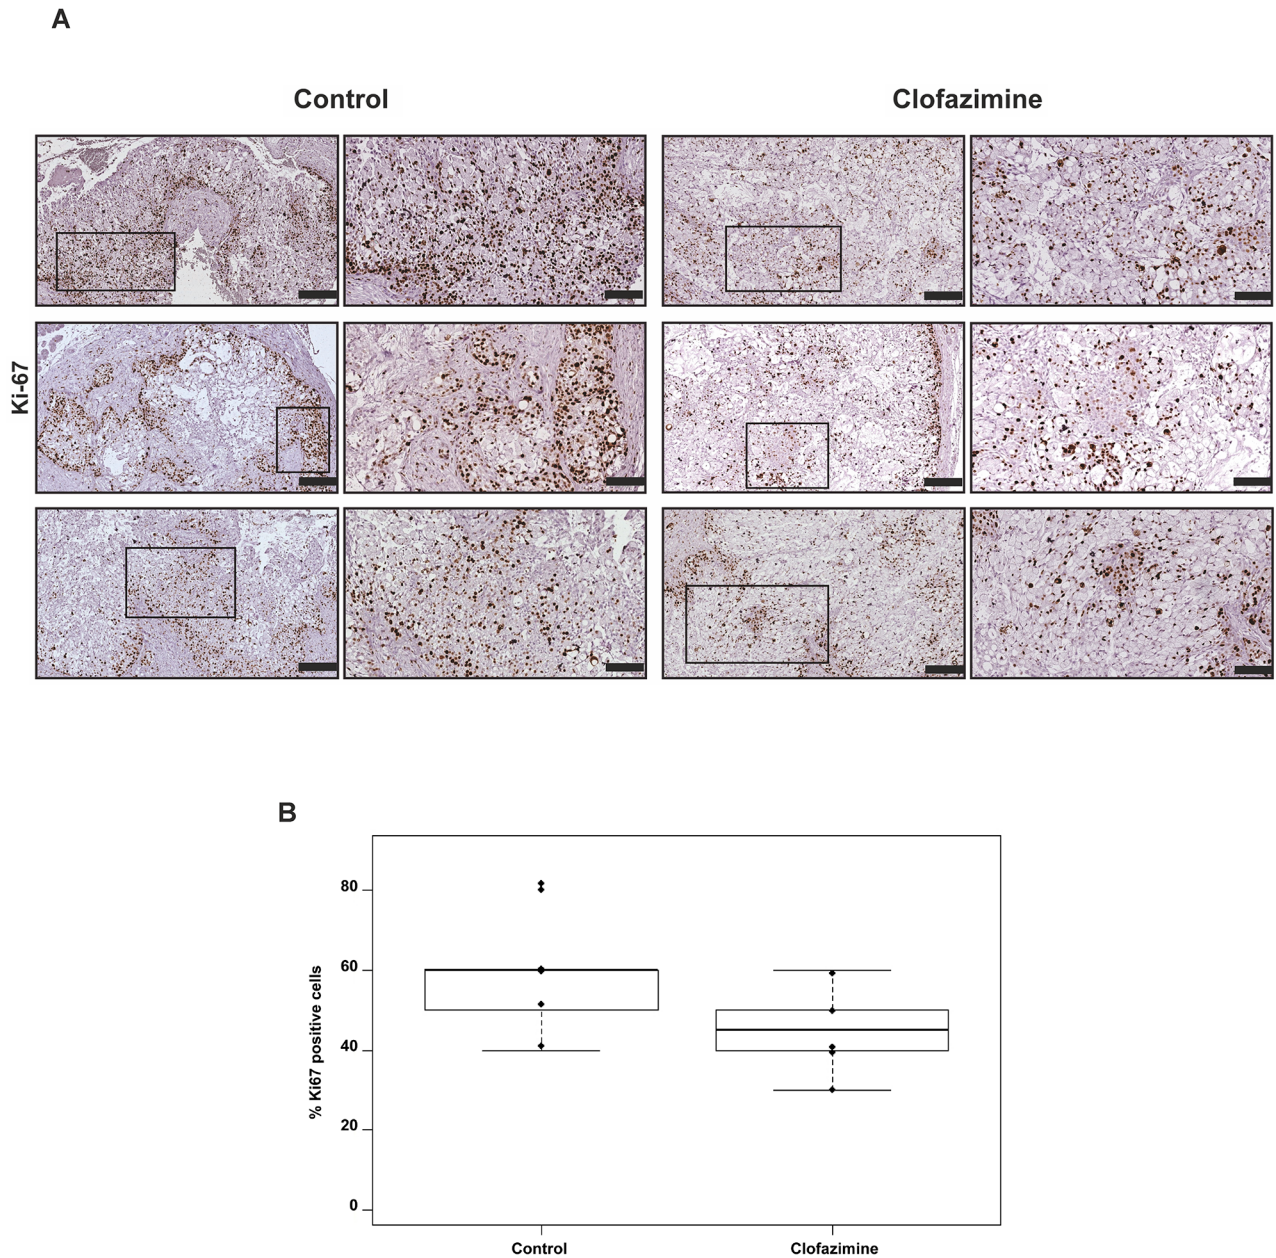 A
Control
Clofazimine
Ki-67
B
% Ki67 positive cells
80
60
40
20
0
Control
Clofazimine